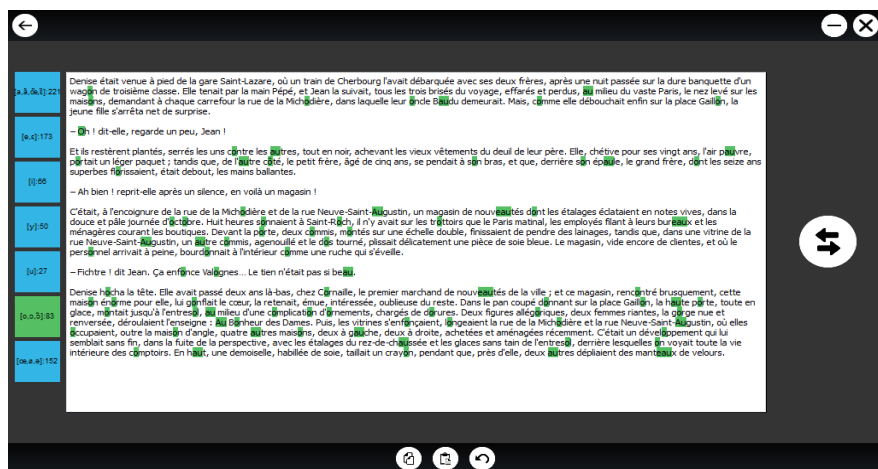 [a,ã,œ̃,ɛ̃]:221
[e,ɛ]:173
[i]:66
[y]:50
[u]:27
[o,ɔ,ɔ̃]:83
[œ,ø,ə]:152
Denise était venue à pied de la gare Saint-Lazare, où un train de Cherbourg l'avait débarquée avec ses deux frères, après une nuit passée sur la dure banquette d'un
wagon de troisième classe. Elle tenait par la main Pépé, et Jean la suivait, tous les trois brisés du voyage, effarés et perdus, au milieu du vaste Paris, le nez levé sur les
maisons, demandant à chaque carrefour la rue de la Michodière, dans laquelle leur onde Baudu demeurait. Mais, comme elle débouchait enfin sur la place Gaillon, la
jeune fille s'arrêta net de surprise.
– Oh ! dit-elle, regarde un peu, Jean !
Et ils restèrent plantés, serrés les uns contre les autres, tout en noir, achevant les vieux vêtements du deuil de leur père. Elle, chétive pour ses vingt ans, l'air pauvre,
portait un léger paquet ; tandis que, de l'autre côté, le petit frère, âgé de cinq ans, se pendait à son bras, et que, derrière son épaule, le grand frère, dont les seize ans
superbes florissaient, était debout, les mains ballantes.
– Ah bien ! reprit-elle après un silence, en voilà un magasin !
C'était, à l'encoignure de la rue de la Michodière et de la rue Neuve-Saint-Augustin, un magasin de nouveautés dont les étalages éclataient en notes vives, dans la
douce et pâle journée d'octobre. Huit heures sonnaient à Saint-Roch, il n'y avait sur les trottoirs que le Paris matinal, les employés filant à leurs bureaux et les
ménagères courant les boutiques. Devant la porte, deux commis, montés sur une échelle double, finissaient de pendre des lainages, tandis que, dans une vitrine de la
rue Neuve-Saint-Augustin, un autre commis, agenouillé et le dos tourné, plissait délicatement une pièce de soie bleue. Le magasin, vide encore de clientes, et où le
personnel arrivait à peine, bourdonnait à l'intérieur comme une ruche qui s'éveille.
– Fichtre ! dit Jean. Ça enfonce Valognes... Le tien n'était pas si beau.
Denise hocha la tête. Elle avait passé deux ans là-bas, chez Cornaille, le premier marchand de nouveautés de la ville ; et ce magasin, rencontré brusquement, cette
maison énorme pour elle, lui gonflait le cœur, la retenait, émue, intéressée, oublieuse du reste. Dans le pan coupé donnant sur la place Gaillon, la haute porte, toute en
glace, montait jusqu'à l'entresol, au milieu d'une complication d'ornements, chargés de dorures. Deux figures allégoriques, deux femmes riantes, la gorge nue et
renversée, déroulaient l'enseigne : Au Bonheur des Dames. Puis, les vitrines s'enfonçaient, longeaient la rue de la Michodière et la rue Neuve-Saint-Augustin, où elles
occupaient, outre la maison d'angle, quatre autres maisons, deux à gauche, deux à droite, achetées et aménagées récemment. C'était un développement qui lui
semblait sans fin, dans la fuite de la perspective, avec les étalages du rez-de-chaussée et les glaces sans tain de l'entresol, derrière lesquelles on voyait toute la vie
intérieure des comptoirs. En haut, une demoiselle, habillée de soie, taillait un crayon, pendant que, près d'elle, deux autres dépliaient des manteaux de velours.